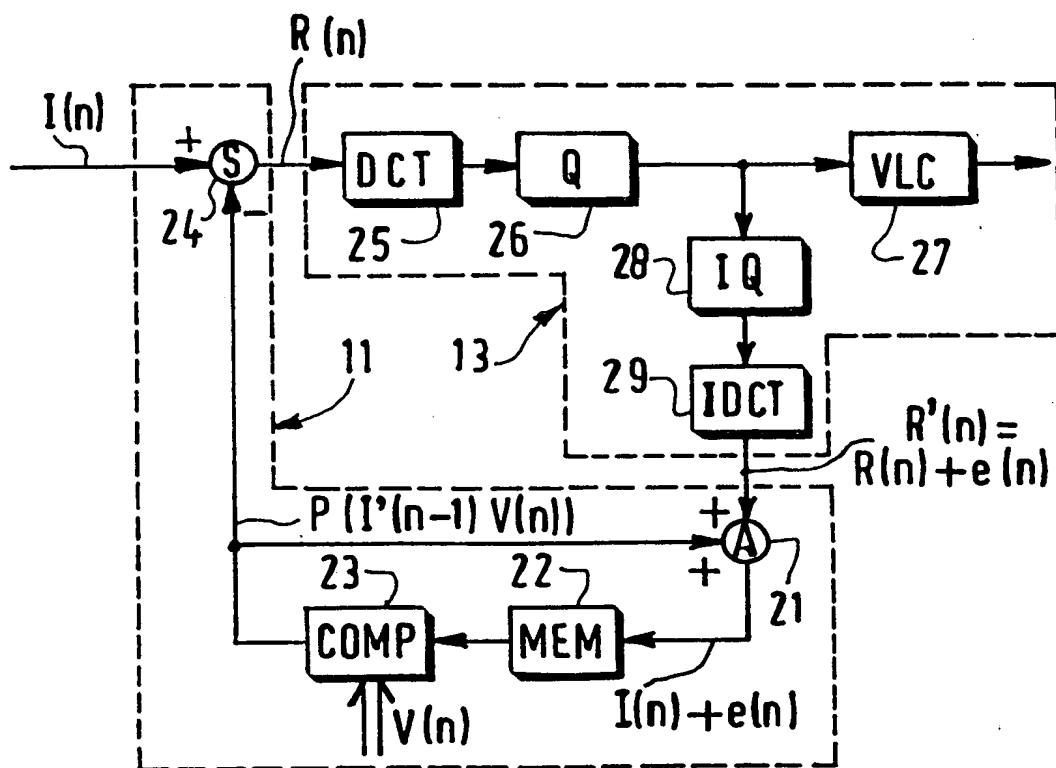 R(n)
I(n)
+
S
-
24
DCT
25
Q
26
VLC
27
28
IQ
29
IDCT
11
13
R'(n)=
R(n)+e(n)
P(I'(n-1) V(n))
+
+
A
21
23
COMP
22
MEM
I(n)+e(n)
V(n)